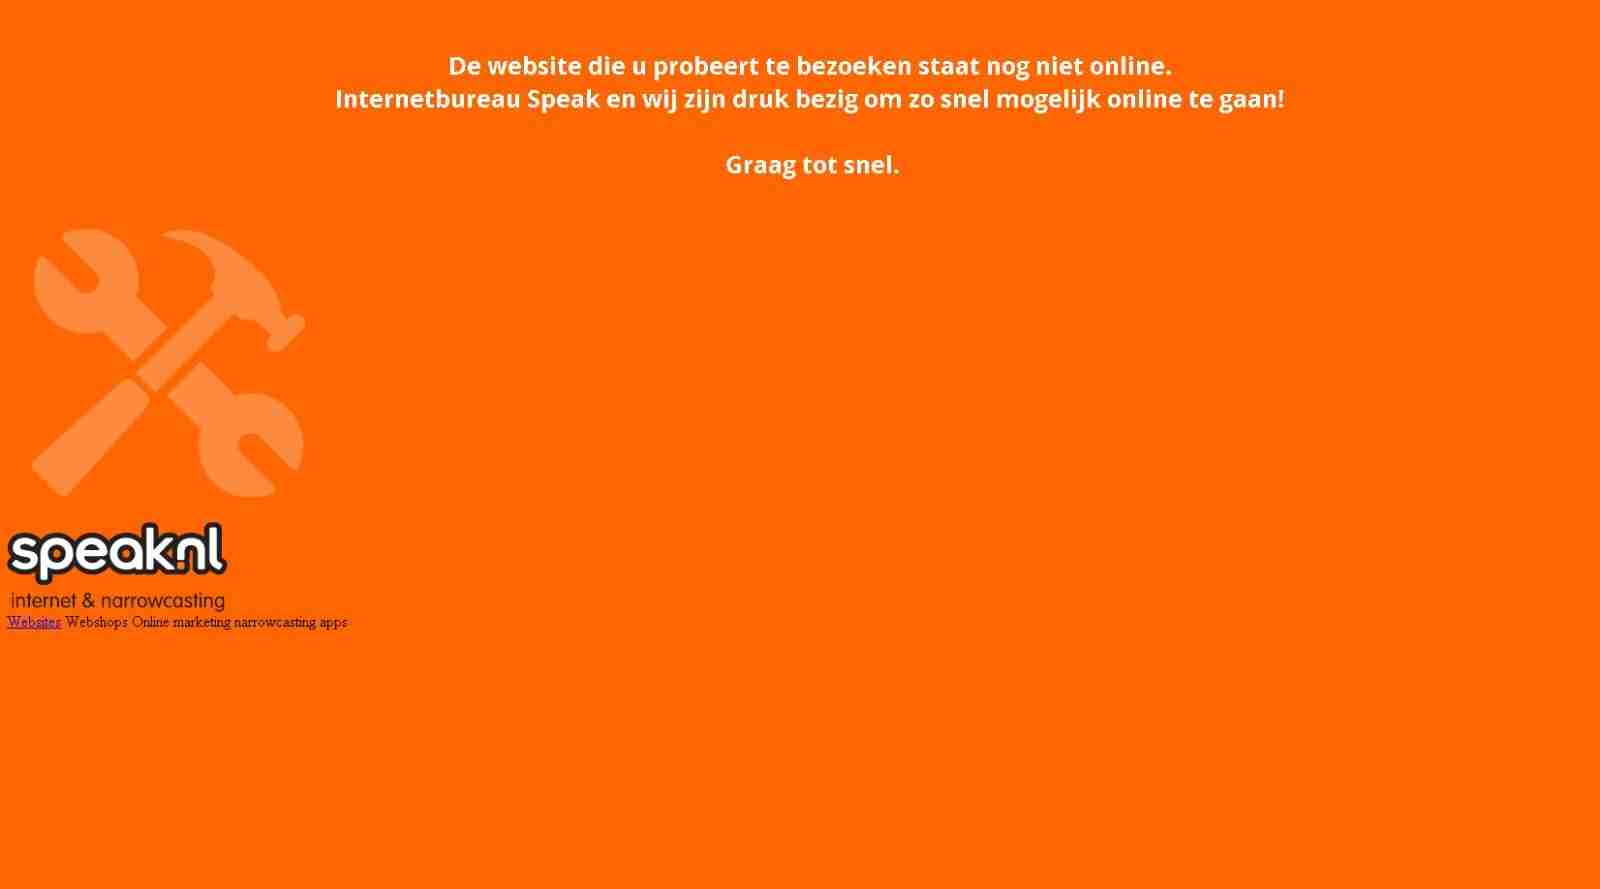 De website die u probeert te bezoeken staat nog niet online.
Internetbureau Speak en wij zijn druk bezig om zo snel mogelijk online te gaan!
Graag tot snel.
speak.nl
internet & narrowcasting
Websites Webshops Online marketing narrowcasting apps